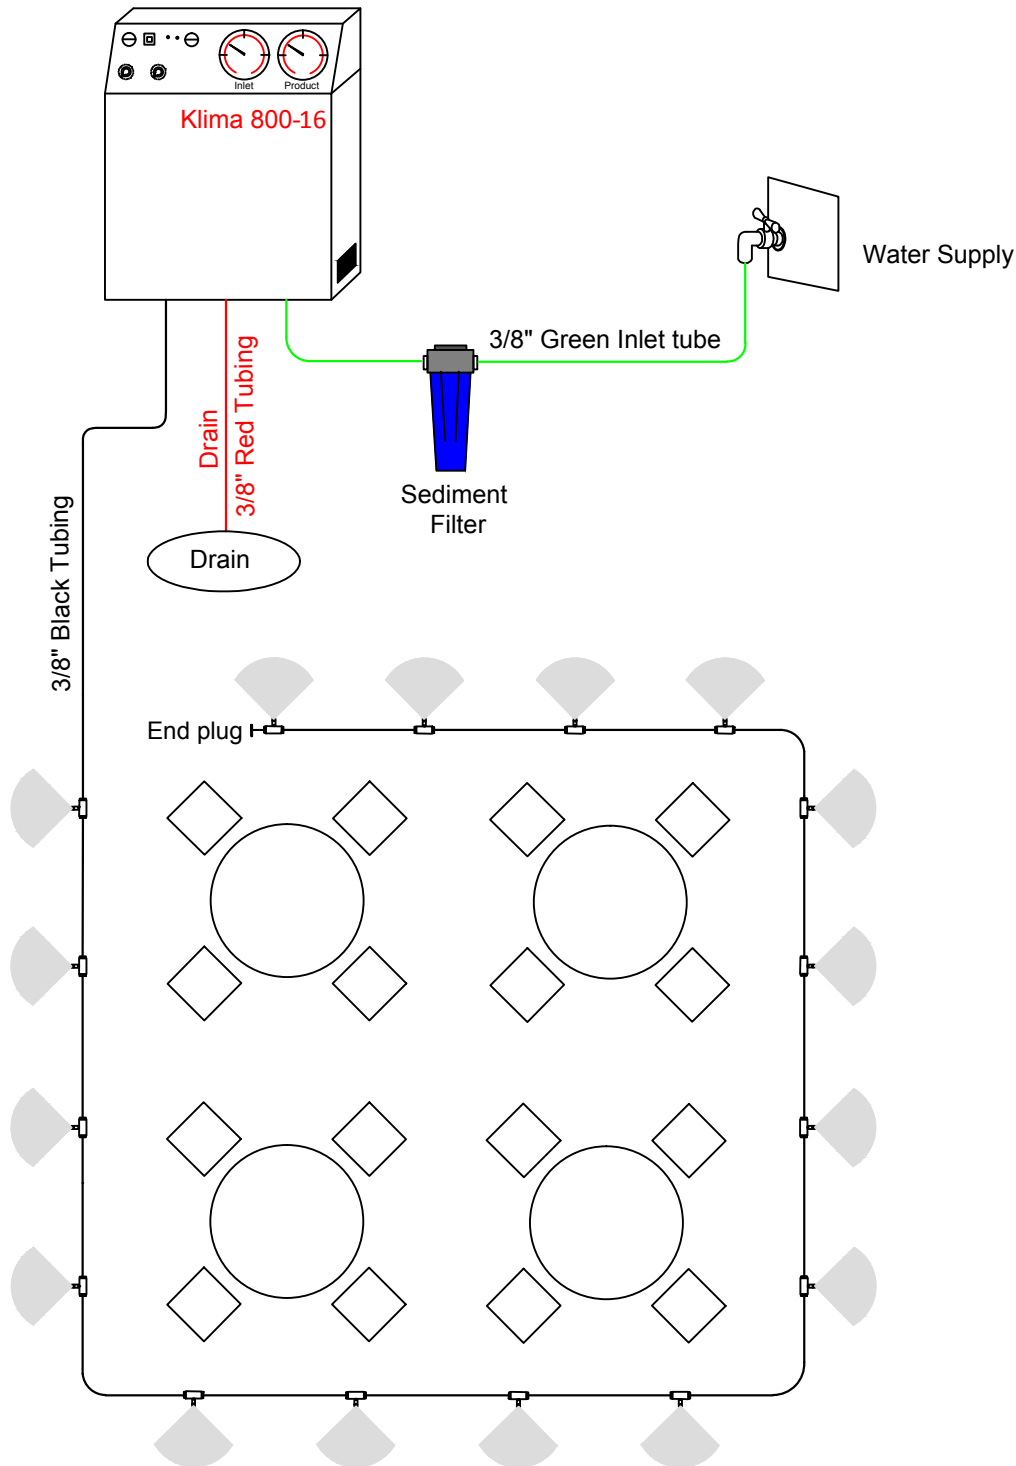 Inlet
Product
Klima 800-16
Water Supply
3/8" Green Inlet tube
Drain
3/8" Red Tubing
Sediment
Filter
Drain
3/8" Black Tubing
End plug